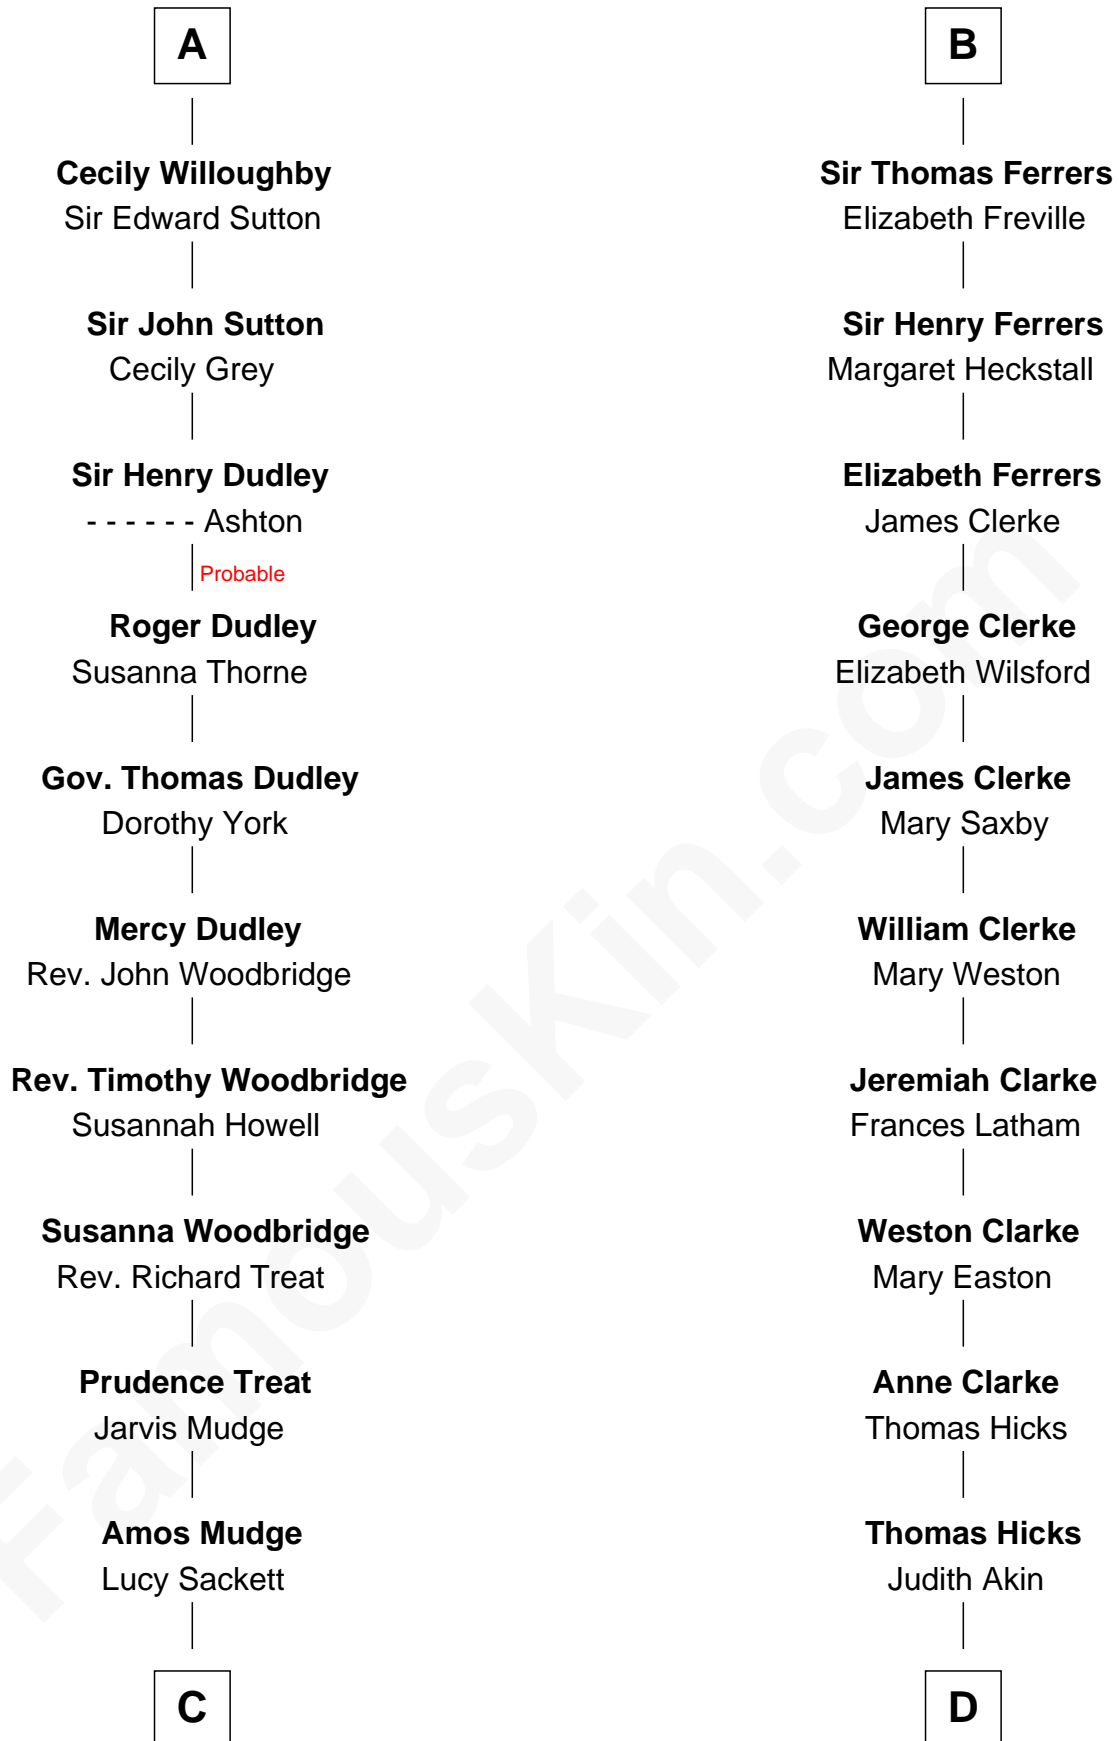 A
Cecily Willoughby
Sir Edward Sutton
Sir John Sutton
Cecily Grey
Sir Henry Dudley
- - - - - - Ashton
Probable
Roger Dudley
Susanna Thorne
Gov. Thomas Dudley
Dorothy York
Mercy Dudley
Rev. John Woodbridge
Rev. Timothy Woodbridge
Susannah Howell
Susanna Woodbridge
Rev. Richard Treat
Prudence Treat
Jarvis Mudge
Amos Mudge
Lucy Sackett
C
B
Sir Thomas Ferrers
Elizabeth Freville
Sir Henry Ferrers
Margaret Heckstall
Elizabeth Ferrers
James Clerke
George Clerke
Elizabeth Wilsford
James Clerke
Mary Saxby
William Clerke
Mary Weston
Jeremiah Clarke
Frances Latham
Weston Clarke
Mary Easton
Anne Clarke
Thomas Hicks
Thomas Hicks
Judith Akin
D
FamousKin.com